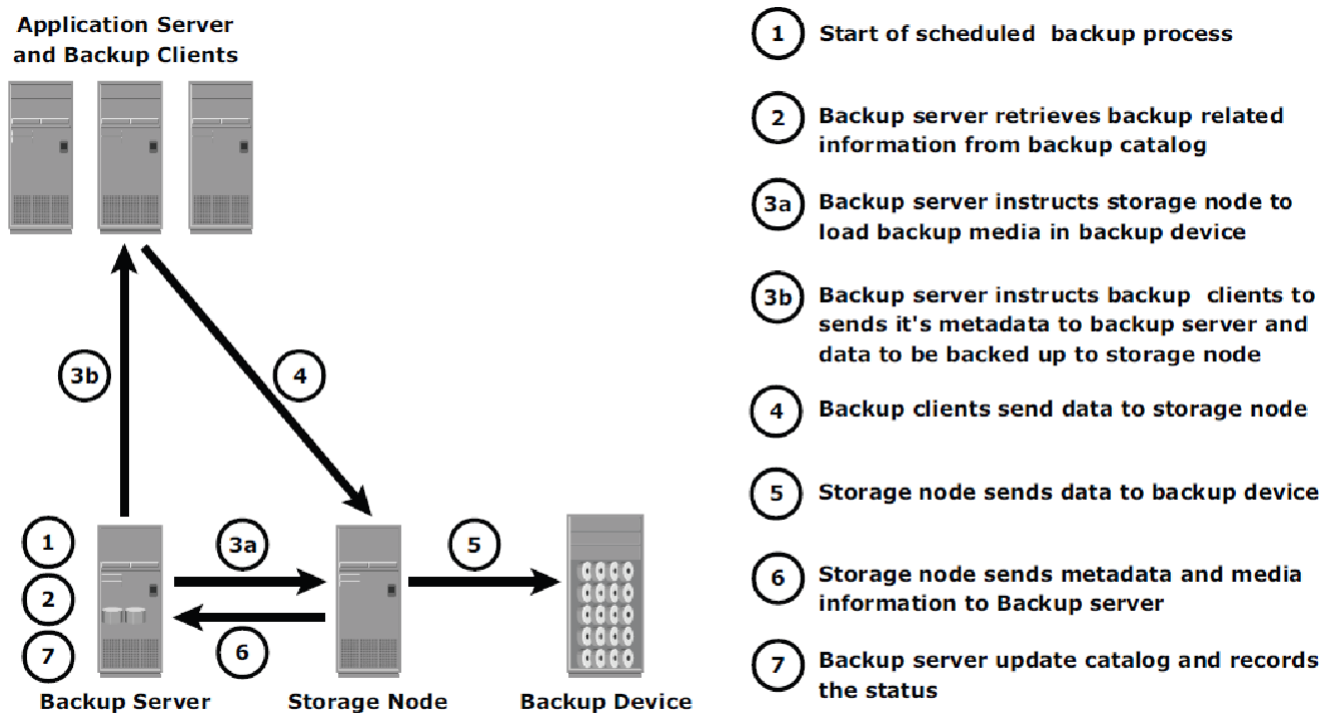 Application Server
and Backup Clients
3b
4
1
2
7
3a
6
5
Backup Server
Storage Node
Backup Device
1 Start of scheduled backup process
2 Backup server retrieves backup related
information from backup catalog
3a Backup server instructs storage node to
load backup media in backup device
3b Backup server instructs backup clients to
sends it's metadata to backup server and
data to be backed up to storage node
4 Backup clients send data to storage node
5 Storage node sends data to backup device
6 Storage node sends metadata and media
information to Backup server
7 Backup server update catalog and records
the status